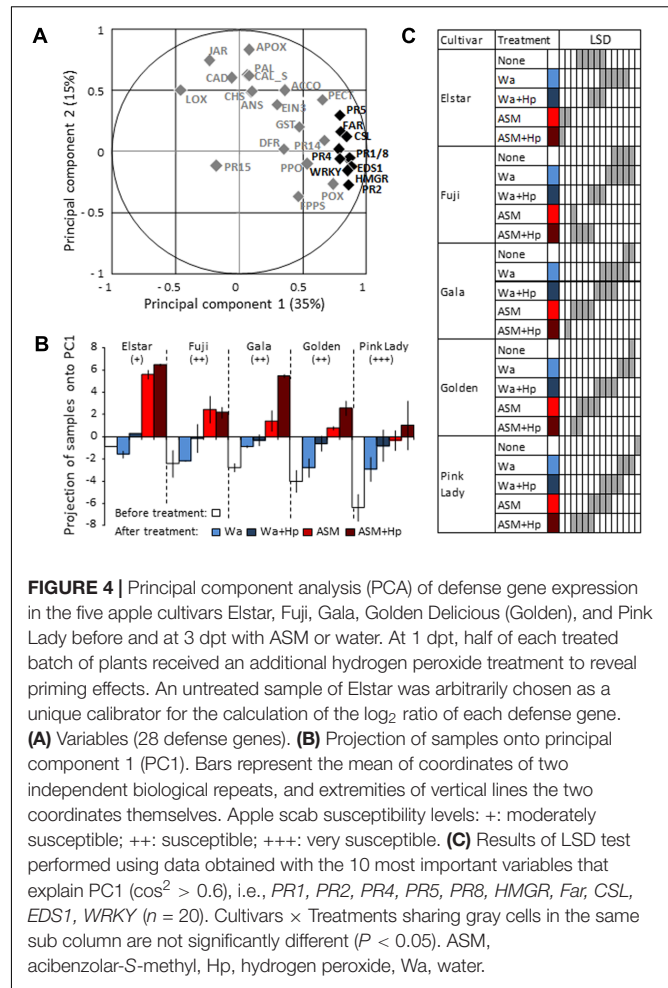 A
Principal component 2 (15%)
1
0.5
0
-0.5
-1
-1
-0.5
0
0.5
1
Principal component 1 (35%)
JAR
APOX
CAD
PAL
CAL_S
LOX
CHS
ANS
ACCO
EIN3
PECT
GST
PR5
FAR
CSL
DFR
PR14
PR15
PPO
PR4
PR1/8
WRKY
EDS1
HMGR
PR2
POX
FPPS
B
Projection of samples onto PC1
8
6
4
2
0
-2
-4
-6
-8
Elstar (+)
Fuji (++)
Gala (++)
Golden (++)
Pink Lady (+++)
Before treatment:
After treatment: Wa Wa+Hp ASM ASM+Hp
C
Cultivar Treatment LSD
Elstar
None
Wa
Wa+Hp
ASM
ASM+Hp
Fuji
None
Wa
Wa+Hp
ASM
ASM+Hp
Gala
None
Wa
Wa+Hp
ASM
ASM+Hp
Golden
None
Wa
Wa+Hp
ASM
ASM+Hp
Pink Lady
None
Wa
Wa+Hp
ASM
ASM+Hp
FIGURE 4 | Principal component analysis (PCA) of defense gene expression
in the five apple cultivars Elstar, Fuji, Gala, Golden Delicious (Golden), and Pink
Lady before and at 3 dpt with ASM or water. At 1 dpt, half of each treated
batch of plants received an additional hydrogen peroxide treatment to reveal
priming effects. An untreated sample of Elstar was arbitrarily chosen as a
unique calibrator for the calculation of the log₂ ratio of each defense gene.
(A) Variables (28 defense genes). (B) Projection of samples onto principal
component 1 (PC1). Bars represent the mean of coordinates of two
independent biological repeats, and extremities of vertical lines the two
coordinates themselves. Apple scab susceptibility levels: +: moderately
susceptible; ++: susceptible; +++: very susceptible. (C) Results of LSD test
performed using data obtained with the 10 most important variables that
explain PC1 (cos² > 0.6), i.e., PR1, PR2, PR4, PR5, PR8, HMGR, Far, CSL,
EDS1, WRKY (n = 20). Cultivars × Treatments sharing gray cells in the same
sub column are not significantly different (P < 0.05). ASM,
acibenzolar-S-methyl, Hp, hydrogen peroxide, Wa, water.